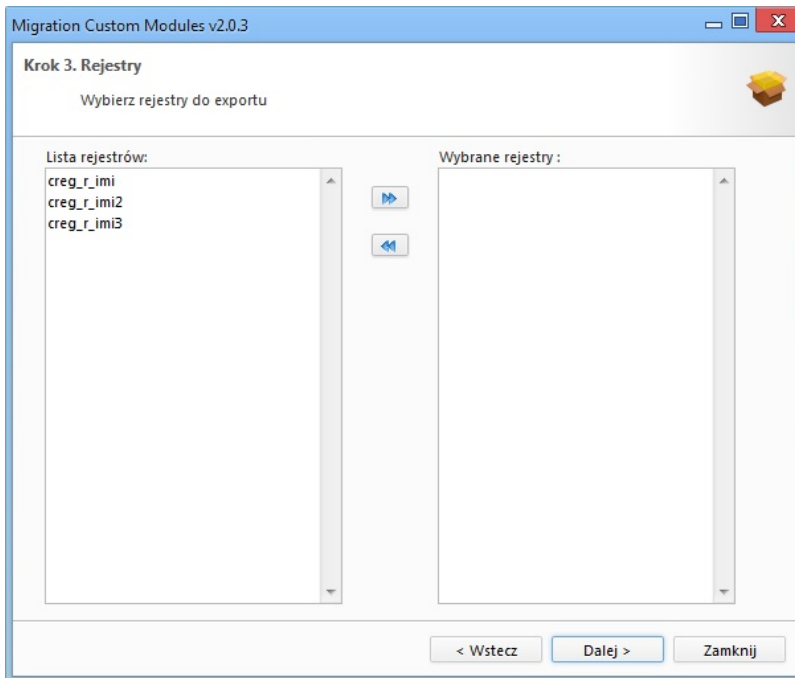 Migration Custom Modules v2.0.3
Krok 3. Rejestry
Wybierz rejestry do exportu
Lista rejestrów:
creg_r_imi
creg_r_imi2
creg_r_imi3
Wybrane rejestry :
< Wstecz
Dalej >
Zamknij